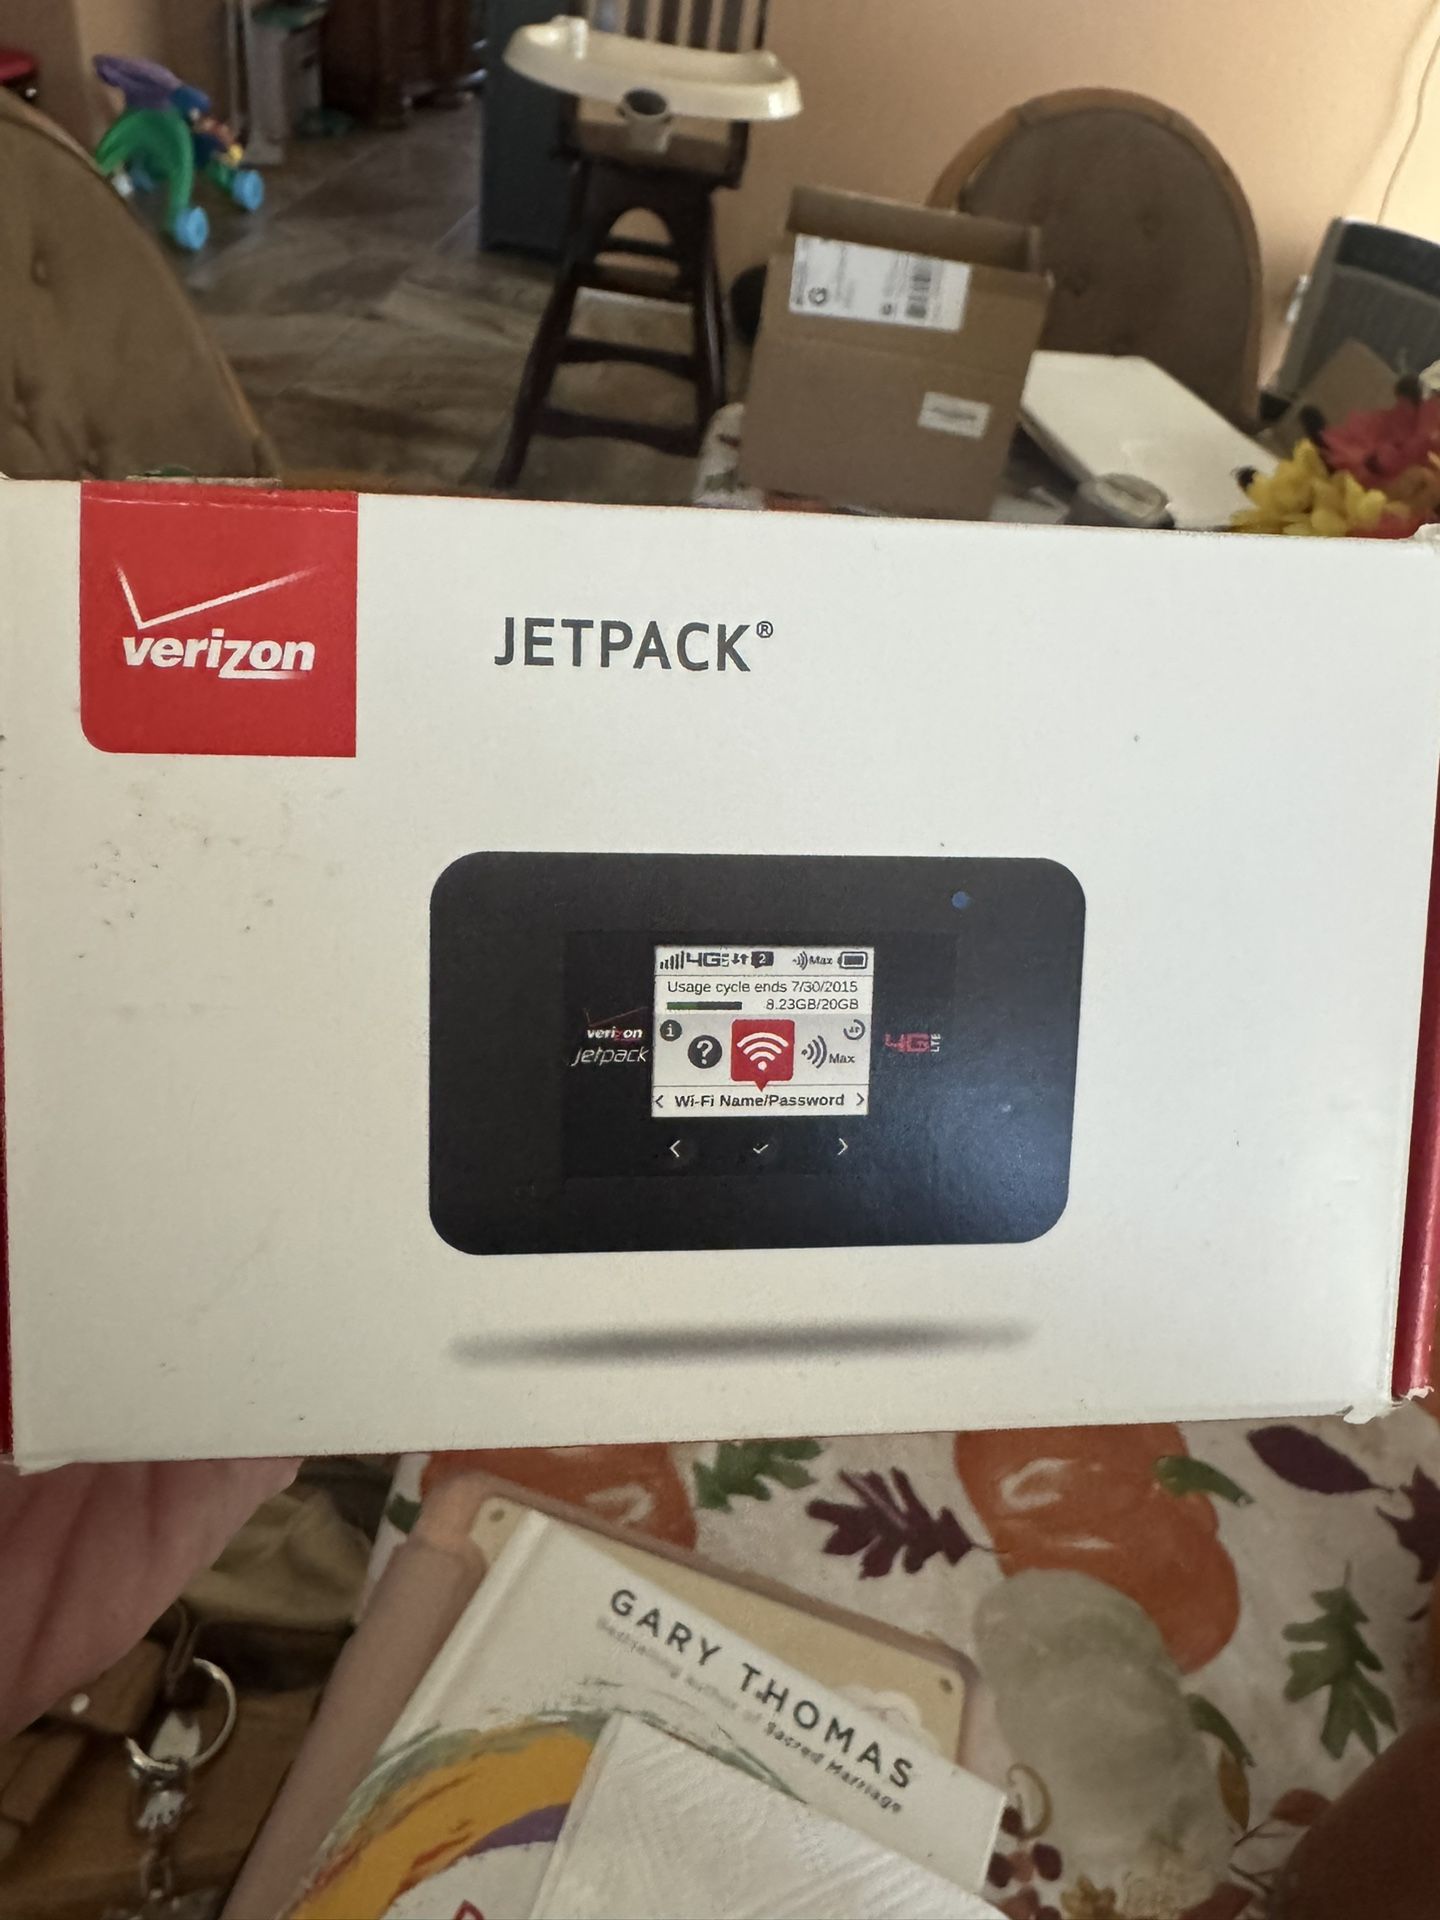 verizon
JETPACK®
4G LTE 2 Max
Usage cycle ends 7/30/2015
8.23GB/20GB
i
?
Max
verizon
Jetpack
4G LTE
< Wi-Fi Name/Password >
GARY THOMAS
Bestselling author of Sacred Marriage